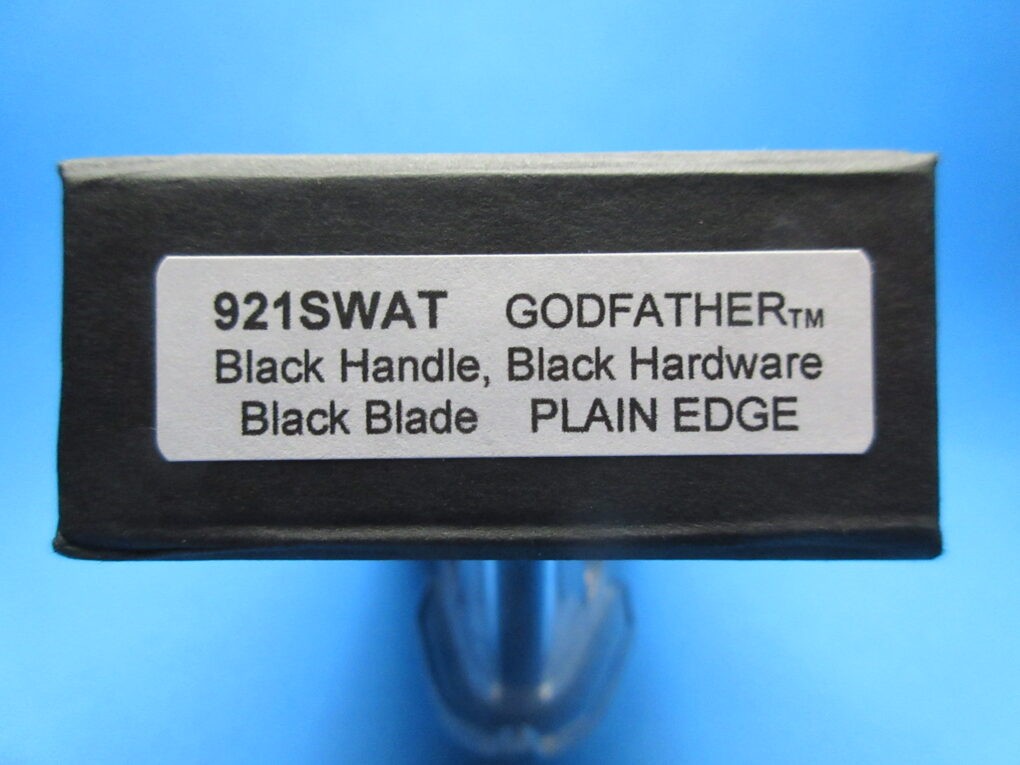 921SWAT GODFATHER™
Black Handle, Black Hardware
Black Blade PLAIN EDGE